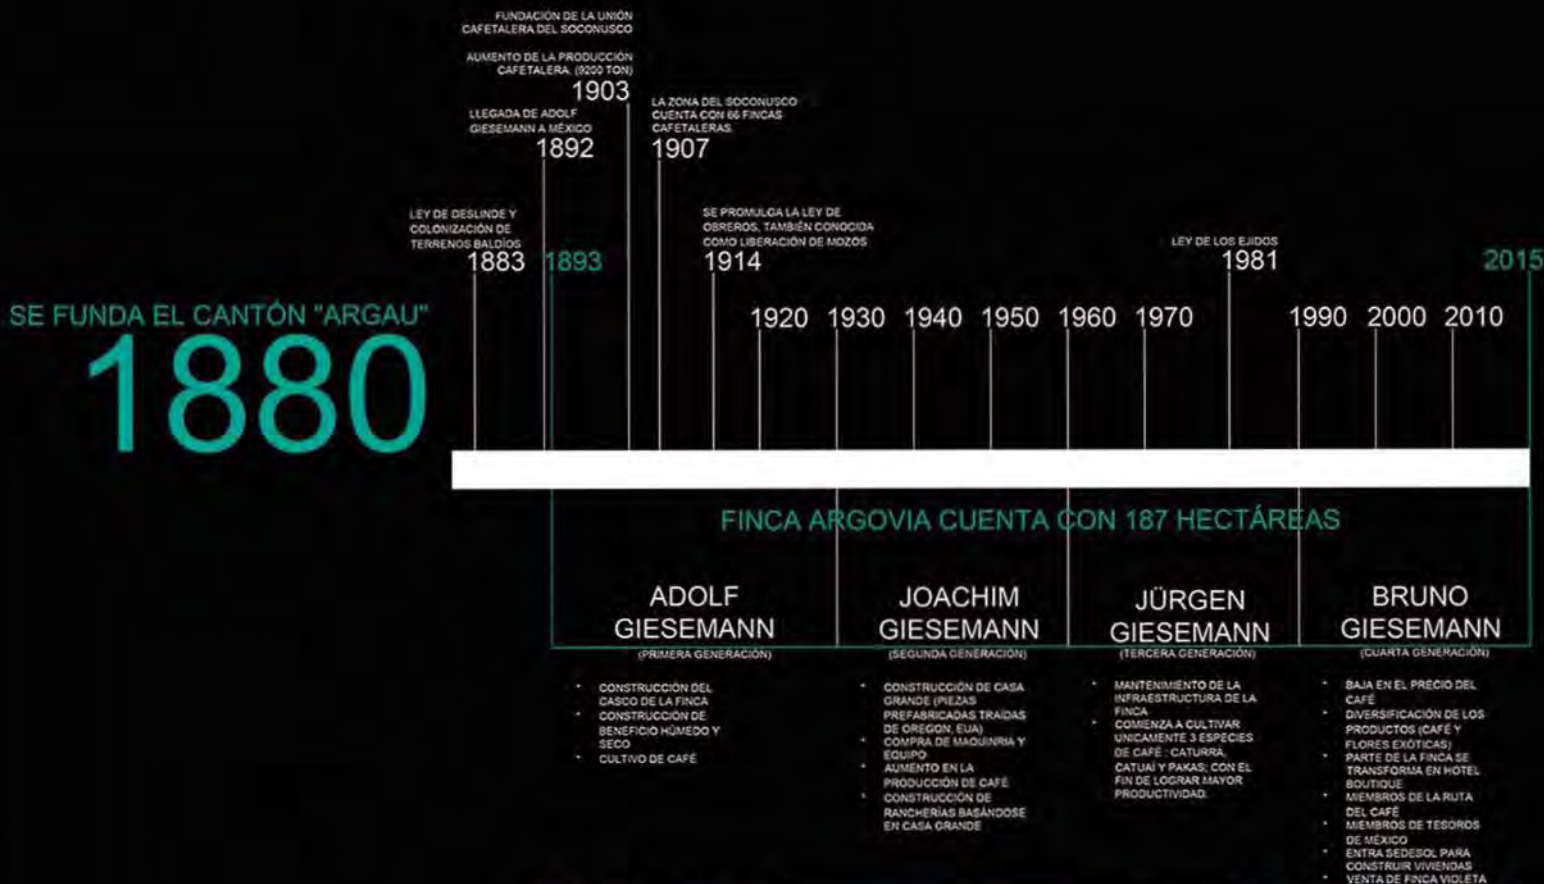 FUNDACIÓN DE LA UNIÓN
CAFETALERA DEL SOCONUSCO
AUMENTO DE LA PRODUCCIÓN
CAFETALERA. (9200 TON)
1903
LLEGADA DE ADOLF
GIESEMANN A MÉXICO
1892
LA ZONA DEL SOCONUSCO
CUENTA CON 66 FINCAS
CAFETALERAS.
1907
LEY DE DESLINDE Y
COLONIZACIÓN DE
TERRENOS BALDÍOS
1883
1893
SE PROMULGA LA LEY DE
OBREROS, TAMBIÉN CONOCIDA
COMO LIBERACIÓN DE MOZOS
1914
LEY DE LOS EJIDOS
1981
2015
SE FUNDA EL CANTÓN "ARGAU"
1880
1920 1930 1940 1950 1960 1970 1990 2000 2010
FINCA ARGOVIA CUENTA CON 187 HECTÁREAS
ADOLF
GIESEMANN
(PRIMERA GENERACIÓN)
* CONSTRUCCIÓN DEL
CASCO DE LA FINCA
* CONSTRUCCIÓN DE
BENEFICIO HÚMEDO Y
SECO
* CULTIVO DE CAFÉ
JOACHIM
GIESEMANN
(SEGUNDA GENERACIÓN)
* CONSTRUCCIÓN DE CASA
GRANDE (PIEZAS
PREFABRICADAS TRAÍDAS
DE OREGON, EUA)
* COMPRA DE MAQUINRIA Y
EQUIPO
* AUMENTO EN LA
PRODUCCIÓN DE CAFÉ
* CONSTRUCCIÓN DE
RANCHERÍAS BASÁNDOSE
EN CASA GRANDE
JÜRGEN
GIESEMANN
(TERCERA GENERACIÓN)
* MANTENIMIENTO DE LA
INFRAESTRUCTURA DE LA
FINCA
* COMIENZA A CULTIVAR
UNICAMENTE 3 ESPECIES
DE CAFÉ : CATURRA,
CATUAÍ Y PAKAS; CON EL
FIN DE LOGRAR MAYOR
PRODUCTIVIDAD.
BRUNO
GIESEMANN
(CUARTA GENERACIÓN)
* BAJA EN EL PRECIO DEL
CAFÉ
* DIVERSIFICACIÓN DE LOS
PRODUCTOS (CAFÉ Y
FLORES EXÓTICAS)
* PARTE DE LA FINCA SE
TRANSFORMA EN HOTEL
BOUTIQUE
* MIEMBROS DE LA RUTA
DEL CAFÉ
* MIEMBROS DE TESOROS
DE MÉXICO
* ENTRA SEDESOL PARA
CONSTRUIR VIVIENDAS
* VENTA DE FINCA VIOLETA